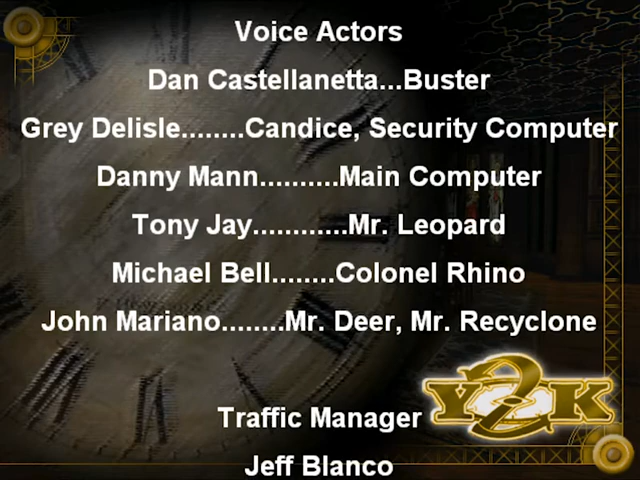 Voice Actors
Dan Castellanetta...Buster
Grey Delisle........Candice, Security Computer
Danny Mann..........Main Computer
Tony Jay............Mr. Leopard
Michael Bell........Colonel Rhino
John Mariano........Mr. Deer, Mr. Recyclone
Y2K
Traffic Manager
Jeff Blanco